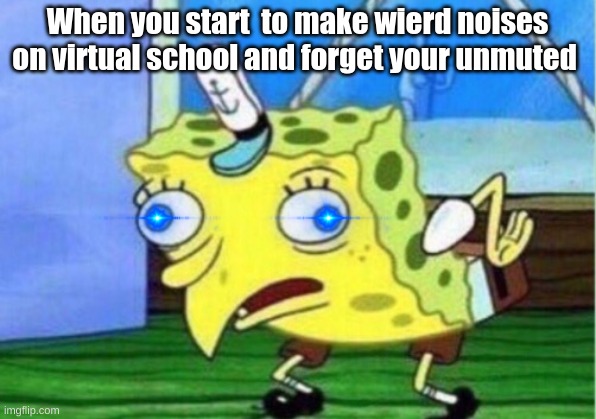 When you start  to make wierd noises
on virtual school and forget your unmuted
imgflip.com